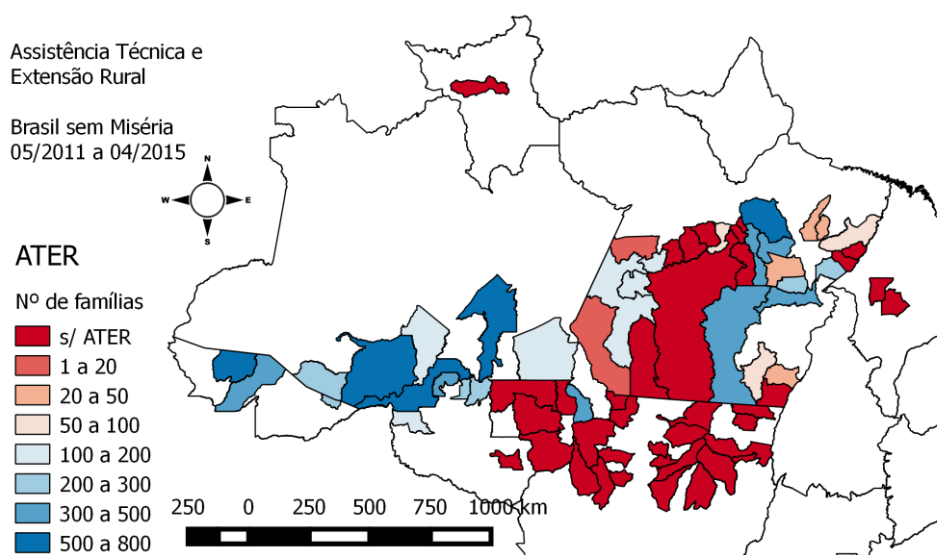 Assistência Técnica e
Extensão Rural
Brasil sem Miséria
05/2011 a 04/2015
N
W E
S
ATER
Nº de famílias
s/ ATER
1 a 20
20 a 50
50 a 100
100 a 200
200 a 300
300 a 500
500 a 800
250 0 250 500 750 1000 km